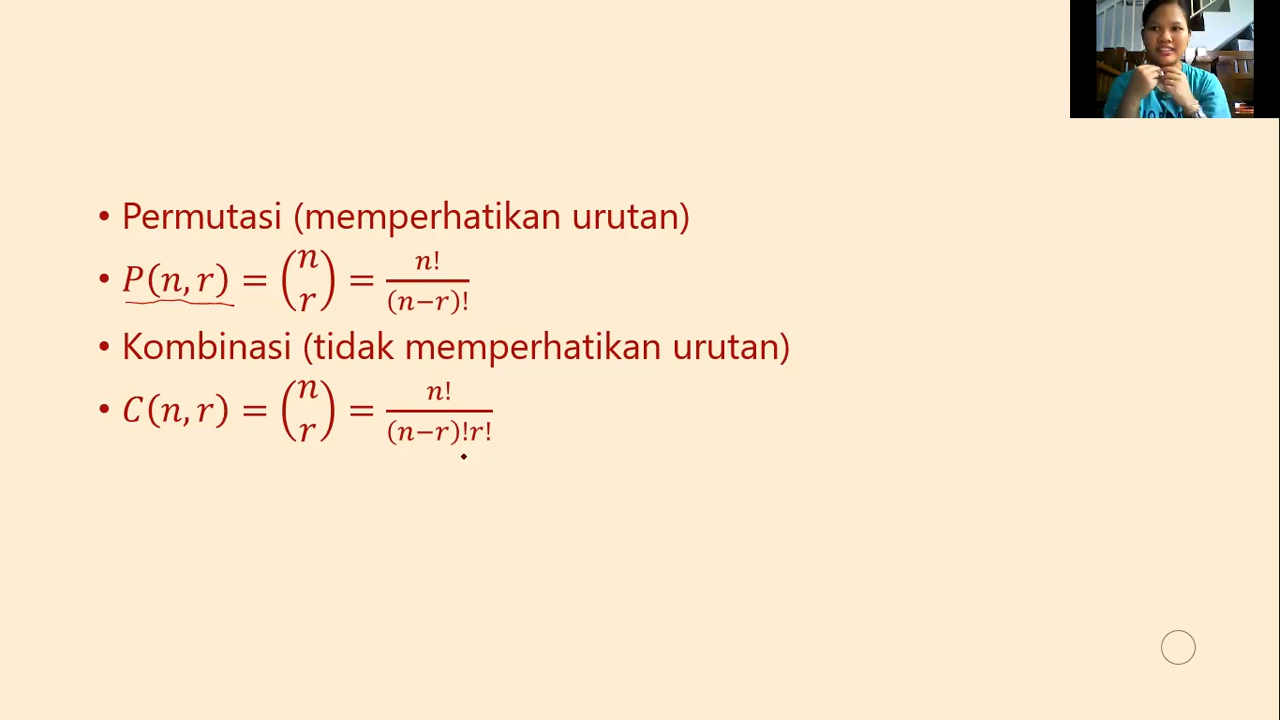 • Permutasi (memperhatikan urutan)
• P(n, r) = (n r) = n! / (n−r)!
• Kombinasi (tidak memperhatikan urutan)
• C(n, r) = (n r) = n! / (n−r)!r!